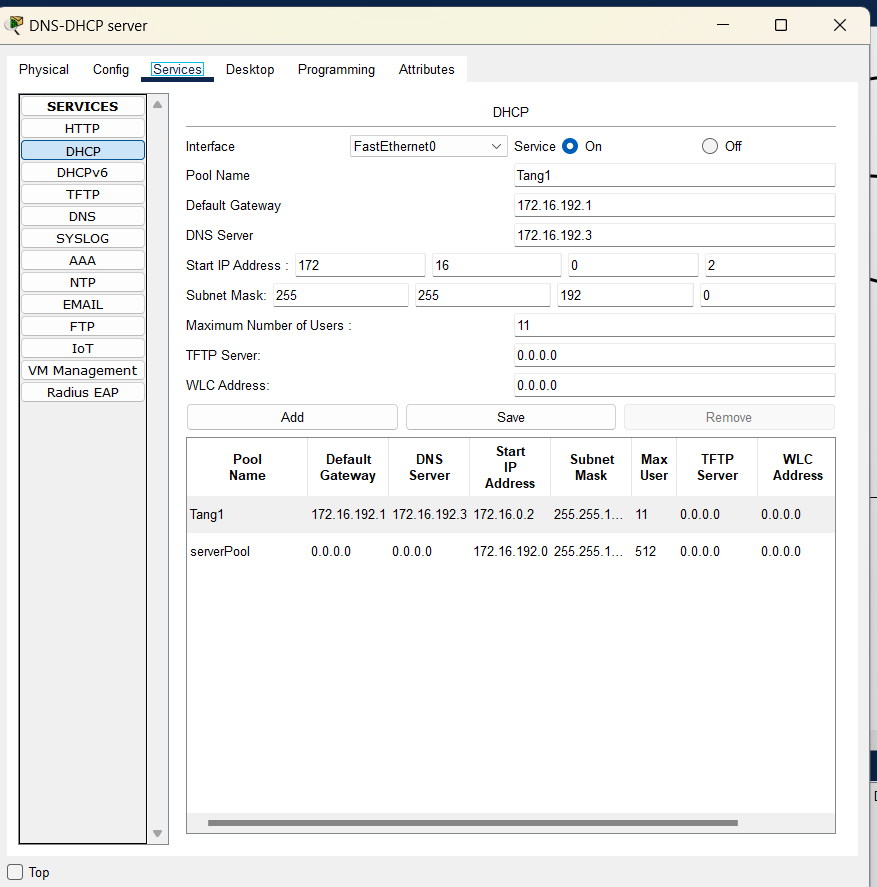 DNS-DHCP server
Physical Config Services Desktop Programming Attributes
SERVICES
HTTP
DHCP
DHCPv6
TFTP
DNS
SYSLOG
AAA
NTP
EMAIL
FTP
IoT
VM Management
Radius EAP
DHCP
Interface FastEthernet0 Service On Off
Pool Name Tang1
Default Gateway 172.16.192.1
DNS Server 172.16.192.3
Start IP Address : 172 16 0 2
Subnet Mask: 255 255 192 0
Maximum Number of Users : 11
TFTP Server: 0.0.0.0
WLC Address: 0.0.0.0
Add Save Remove
Pool Name Default Gateway DNS Server Start IP Address Subnet Mask Max User TFTP Server WLC Address
Tang1 172.16.192.1 172.16.192.3 172.16.0.2 255.255.1... 11 0.0.0.0 0.0.0.0
serverPool 0.0.0.0 0.0.0.0 172.16.192.0 255.255.1... 512 0.0.0.0 0.0.0.0
Top